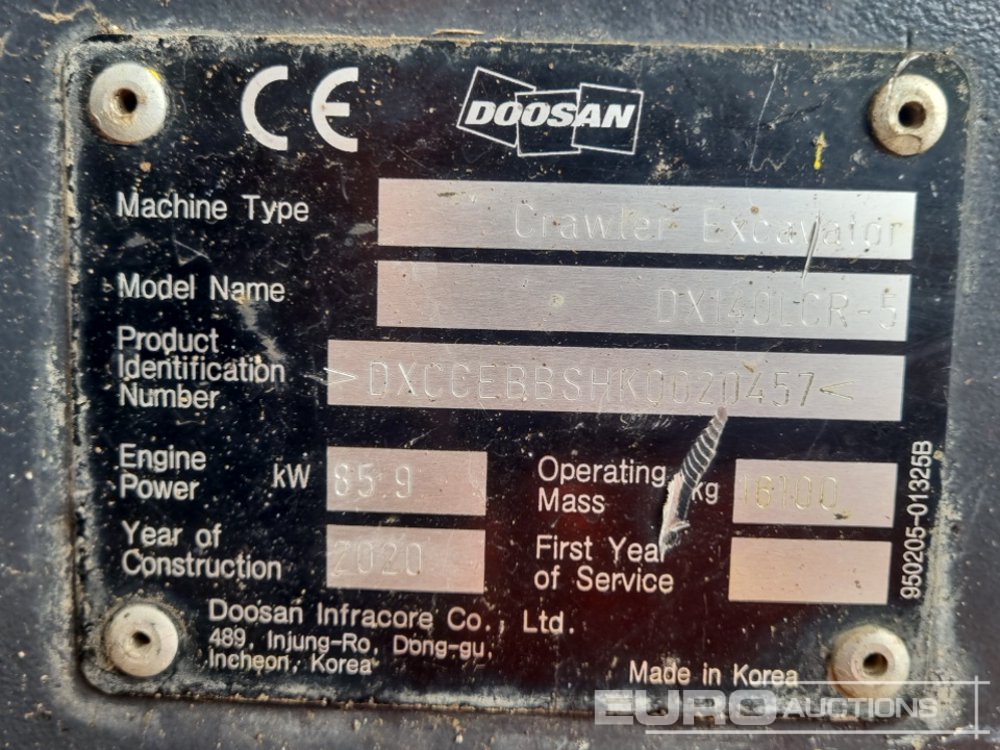 CE DOOSAN
Machine Type Crawler Excavator
Model Name DX140LCR-5
Product
Identification
Number >DXCCEBBSHK0020457<
Engine
Power kW 85.9
Operating
Mass kg 16100
Year of
Construction 2020
First Year
of Service
Doosan Infracore Co., Ltd.
489, Injung-Ro, Dong-gu,
Incheon, Korea
Made in Korea
950205-01325B
EURO AUCTIONS